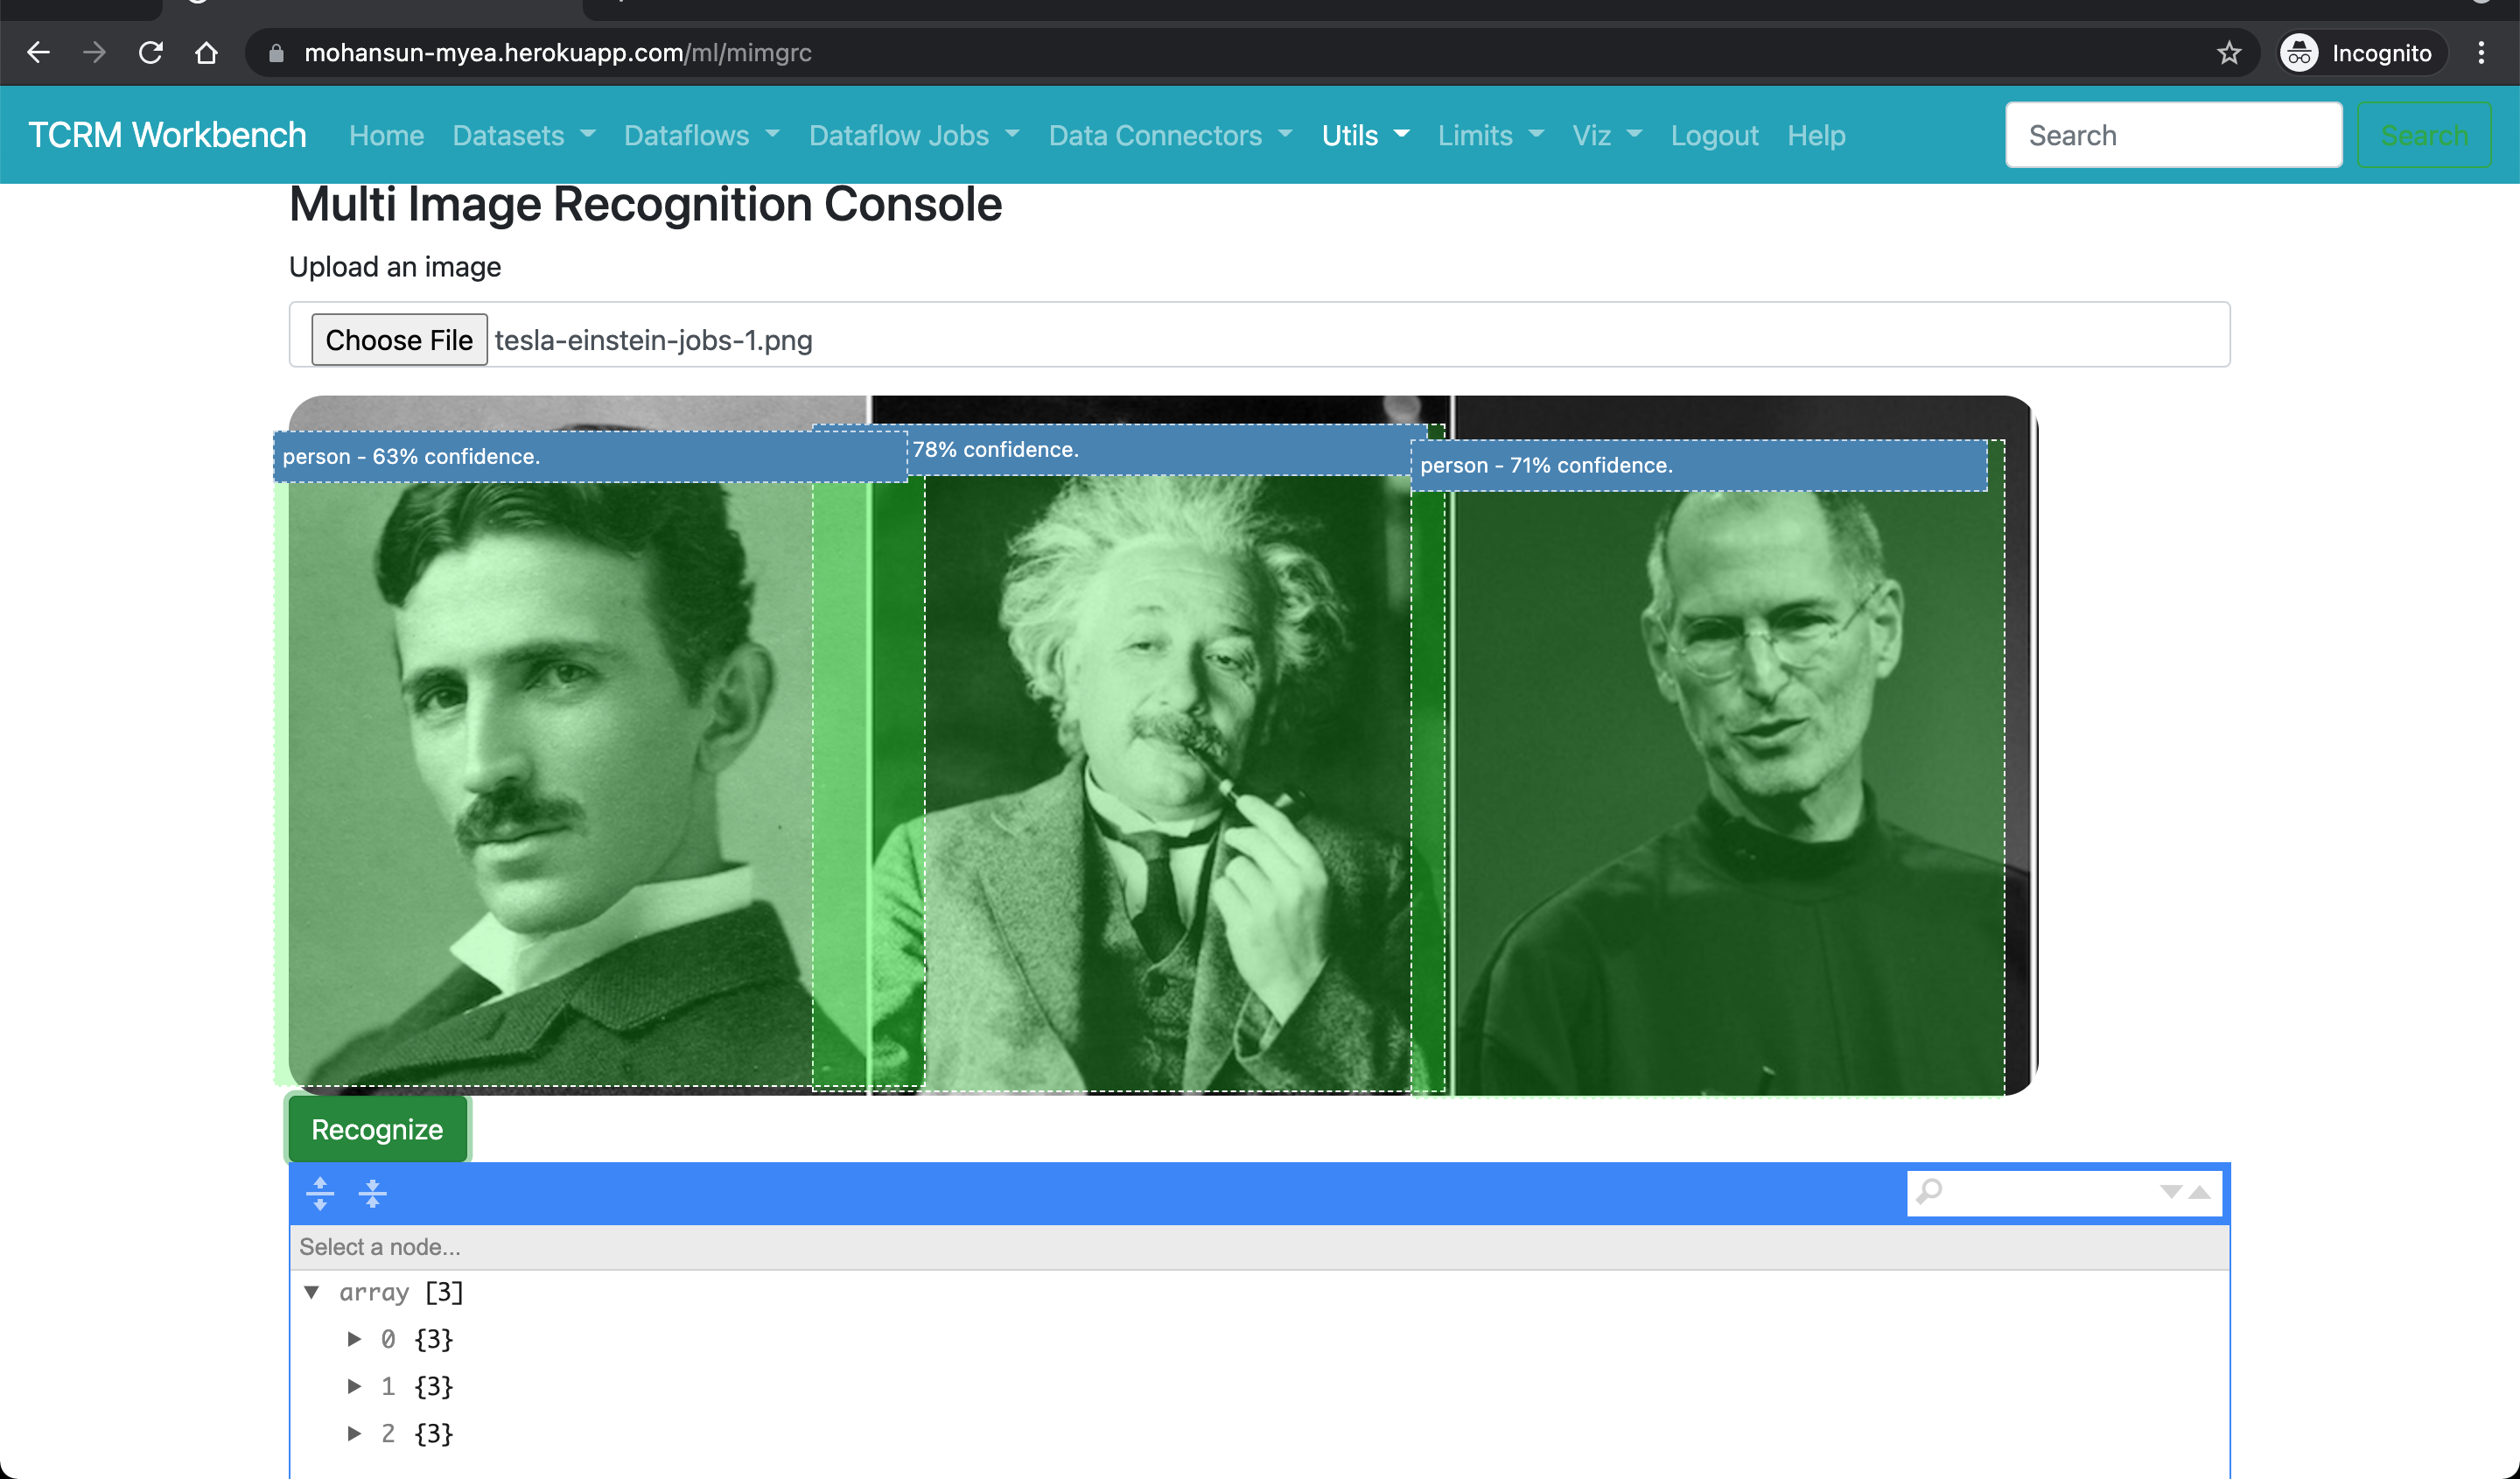 mohansun-myea.herokuapp.com/ml/mimgrc
Incognito
TCRM Workbench Home Datasets Dataflows Dataflow Jobs Data Connectors Utils Limits Viz Logout Help Search Search
Multi Image Recognition Console
Upload an image
Choose File tesla-einstein-jobs-1.png
person - 63% confidence.
78% confidence.
person - 71% confidence.
Recognize
Select a node...
array [3]
0 {3}
1 {3}
2 {3}